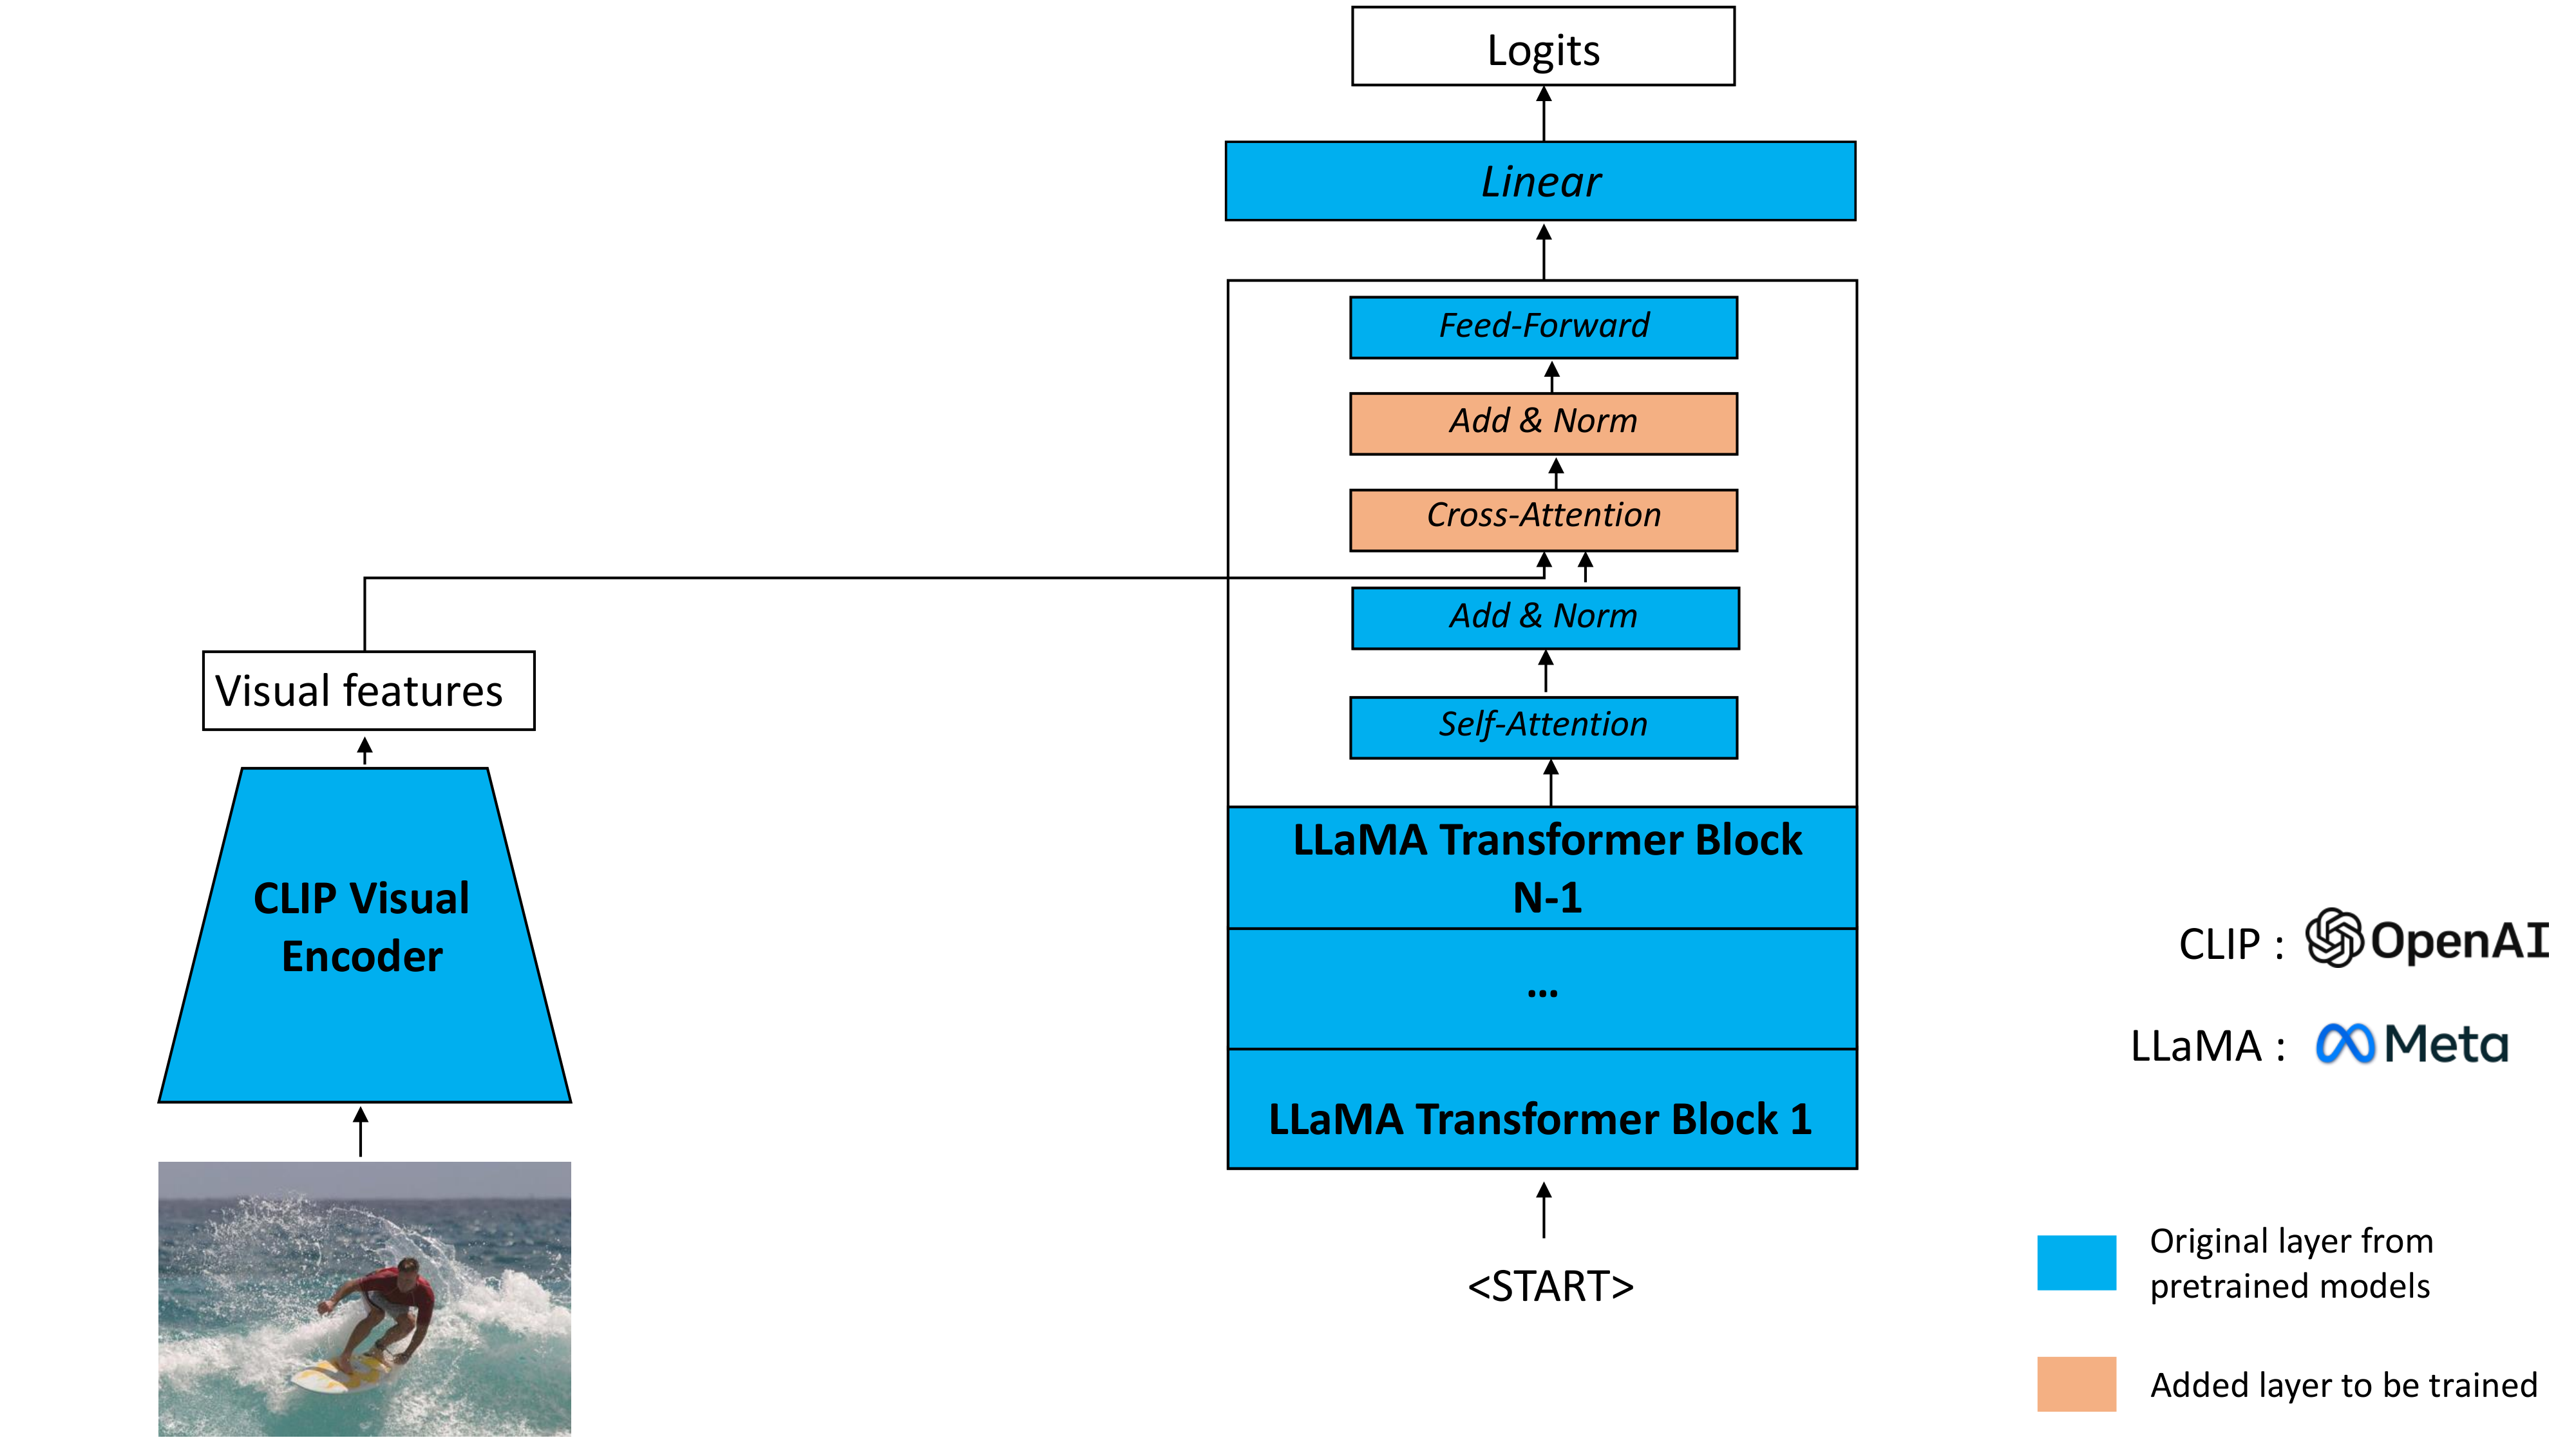 Logits
Linear
Feed-Forward
Add & Norm
Cross-Attention
Add & Norm
Self-Attention
LLaMA Transformer Block
N-1
...
LLaMA Transformer Block 1
<START>
Visual features
CLIP Visual
Encoder
CLIP : OpenAI
LLaMA : Meta
Original layer from
pretrained models
Added layer to be trained